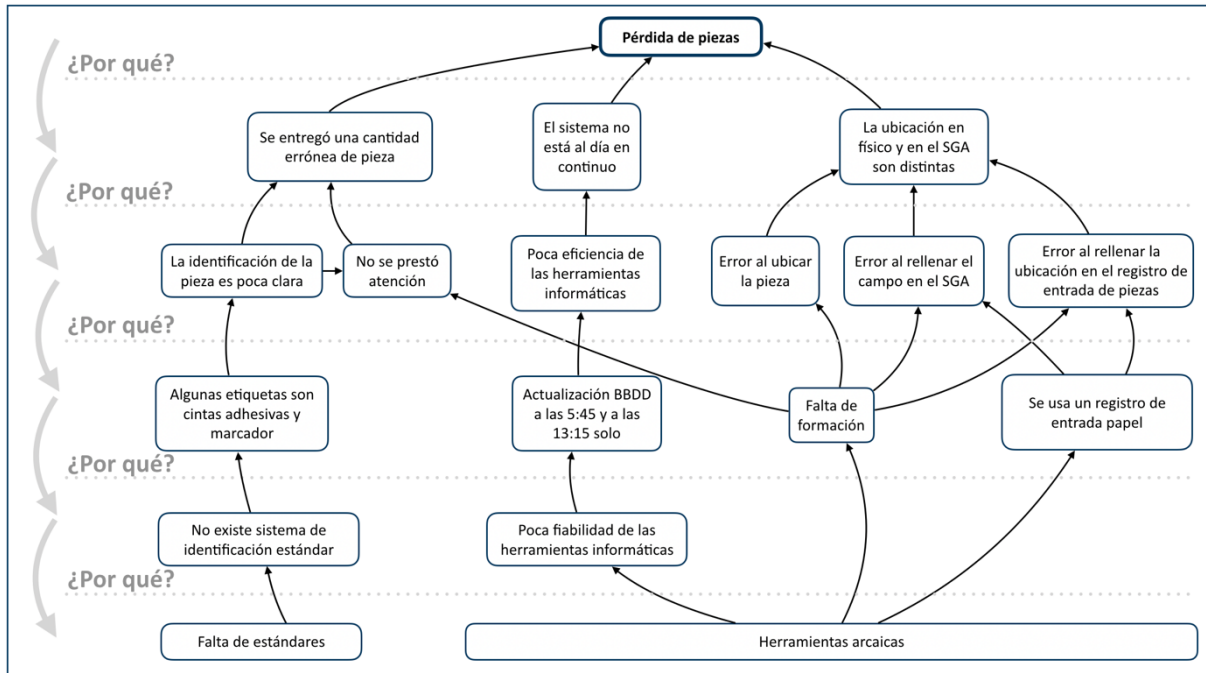 Pérdida de piezas
¿Por qué?
Se entregó una cantidad
errónea de pieza
El sistema no
está al día en
continuo
La ubicación en
físico y en el SGA
son distintas
¿Por qué?
La identificación de la
pieza es poca clara
No se prestó
atención
Poca eficiencia de
las herramientas
informáticas
Error al ubicar
la pieza
Error al rellenar el
campo en el SGA
Error al rellenar la
ubicación en el registro de
entrada de piezas
¿Por qué?
Algunas etiquetas son
cintas adhesivas y
marcador
Actualización BBDD
a las 5:45 y a las
13:15 solo
Falta de
formación
Se usa un registro de
entrada papel
¿Por qué?
No existe sistema de
identificación estándar
Poca fiabilidad de las
herramientas informáticas
¿Por qué?
Falta de estándares
Herramientas arcaicas